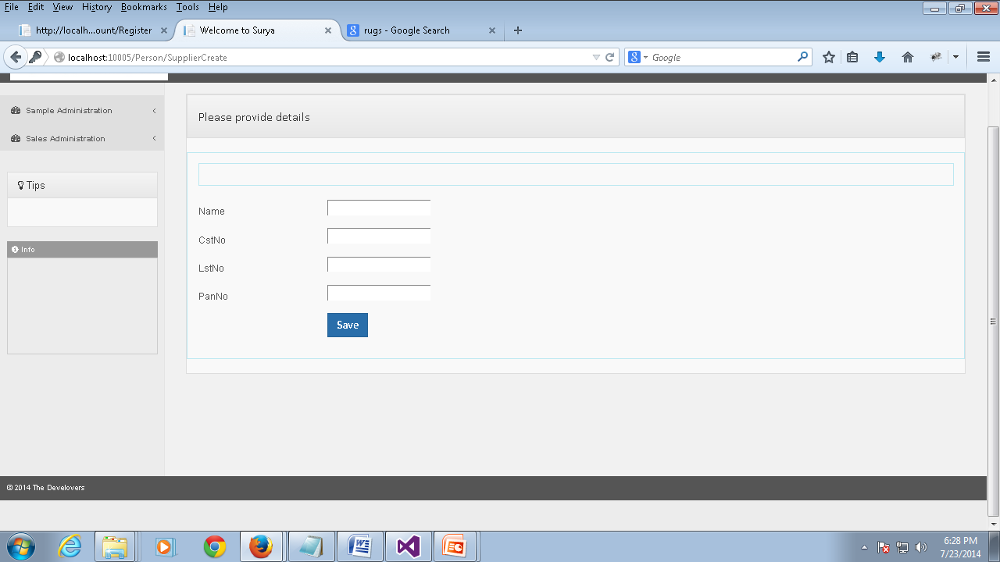 File Edit View History Bookmarks Tools Help
http://localh...ount/Register
Welcome to Surya
rugs - Google Search
localhost:10005/Person/SupplierCreate
Google
Sample Administration
Sales Administration
Tips
Info
Please provide details
Name
CstNo
LstNo
PanNo
Save
© 2014 The Develovers
6:28 PM
7/23/2014